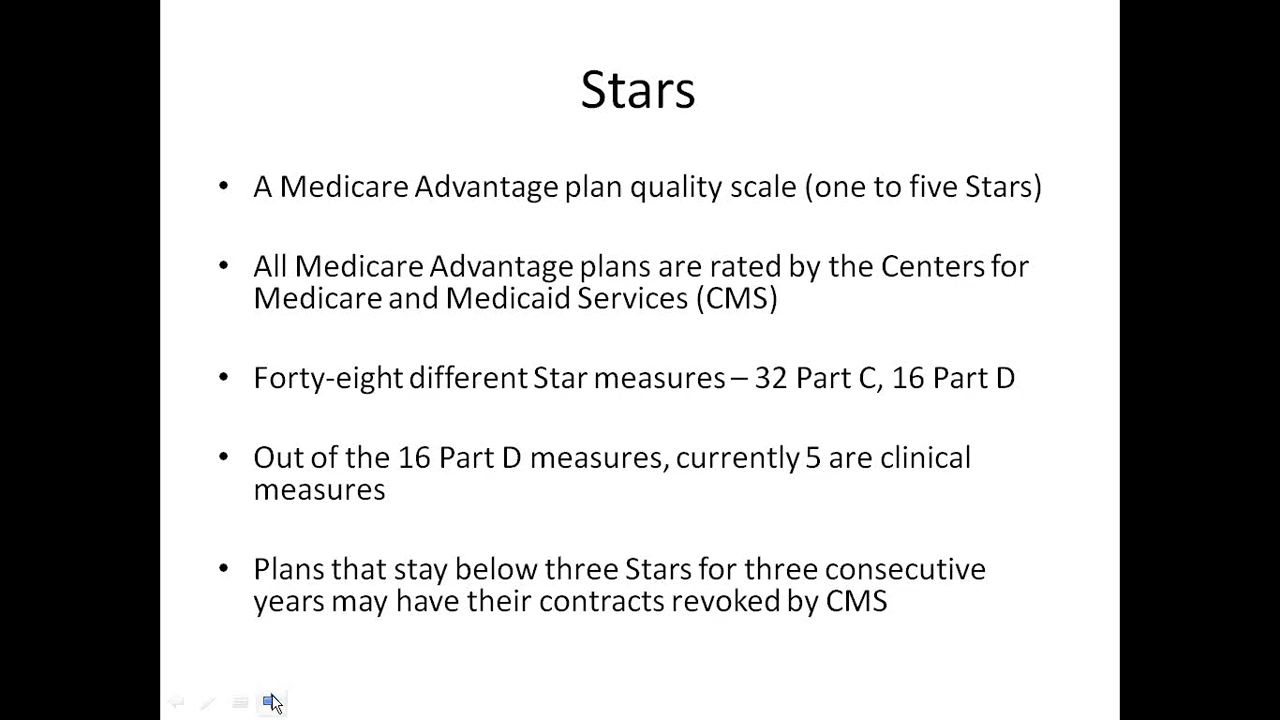 Stars
• A Medicare Advantage plan quality scale (one to five Stars)
• All Medicare Advantage plans are rated by the Centers for
Medicare and Medicaid Services (CMS)
• Forty-eight different Star measures – 32 Part C, 16 Part D
• Out of the 16 Part D measures, currently 5 are clinical
measures
• Plans that stay below three Stars for three consecutive
years may have their contracts revoked by CMS